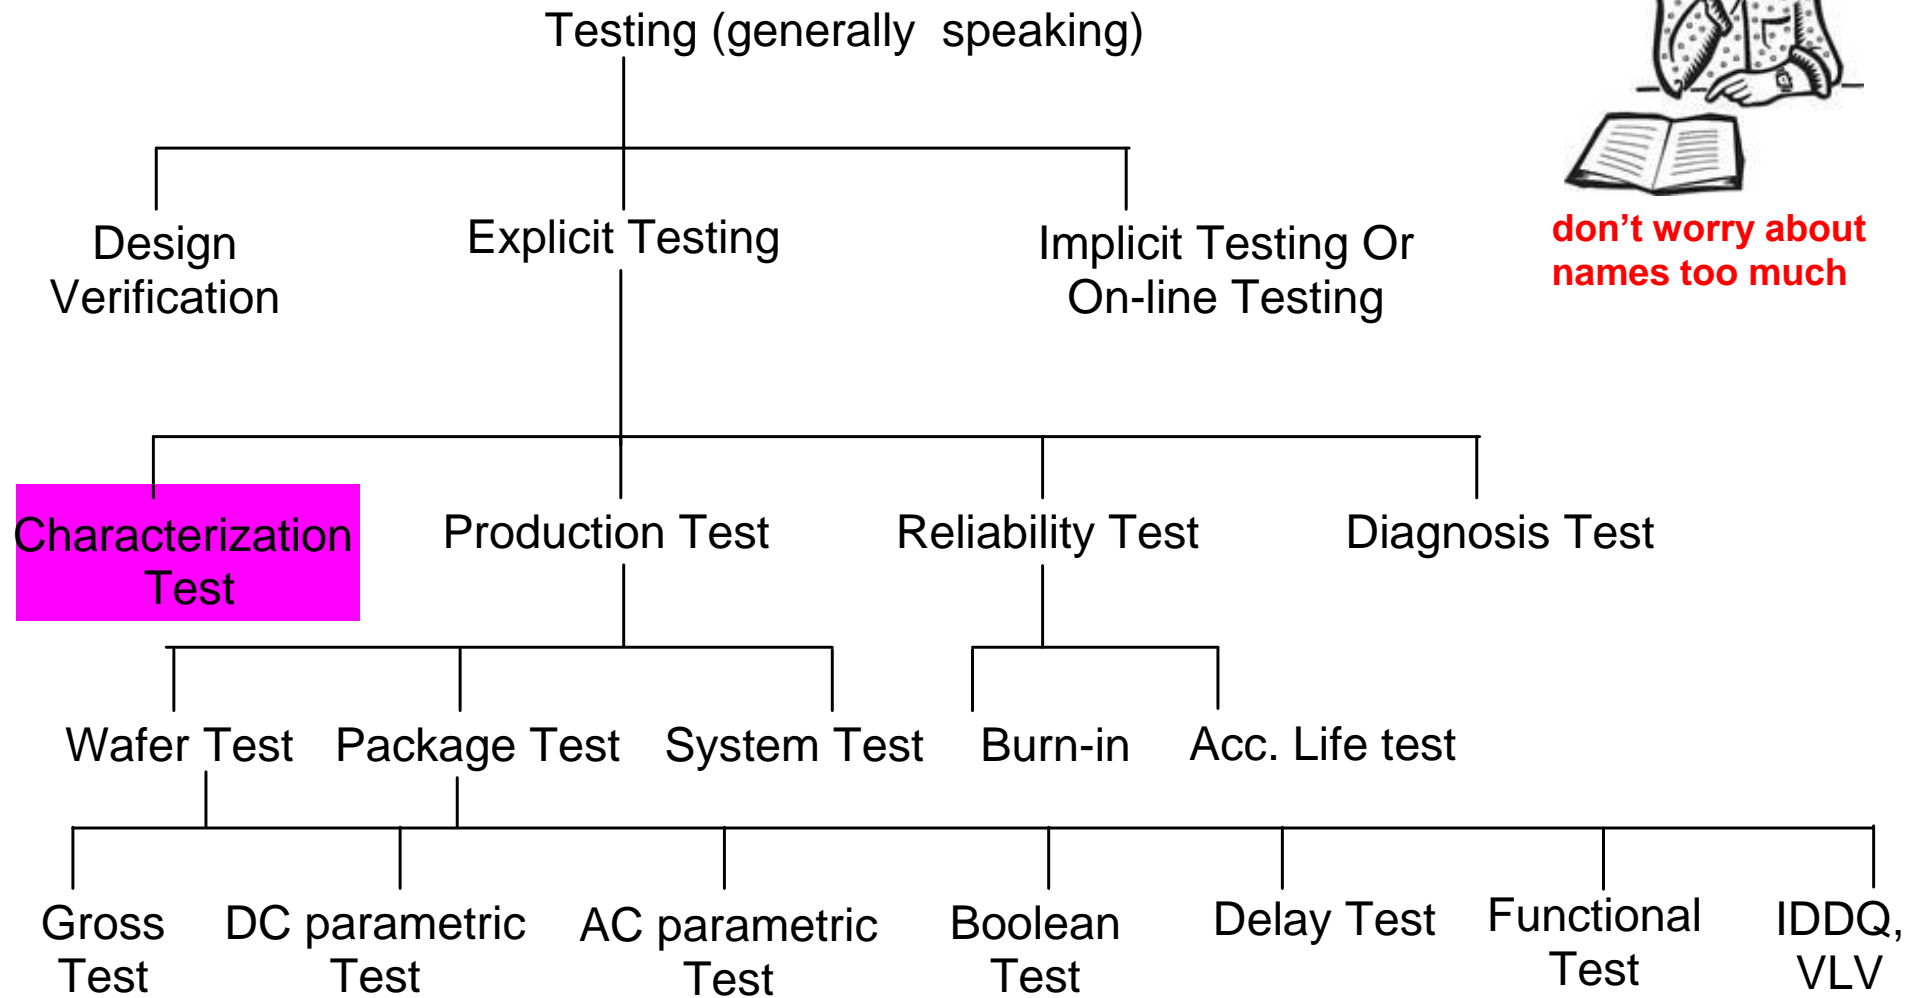 Testing (generally speaking)
Design
Verification
Explicit Testing
Implicit Testing Or
On-line Testing
don't worry about
names too much
Characterization
Test
Production Test
Reliability Test
Diagnosis Test
Wafer Test
Package Test
System Test
Burn-in
Acc. Life test
Gross
Test
DC parametric
Test
AC parametric
Test
Boolean
Test
Delay Test
Functional
Test
IDDQ,
VLV